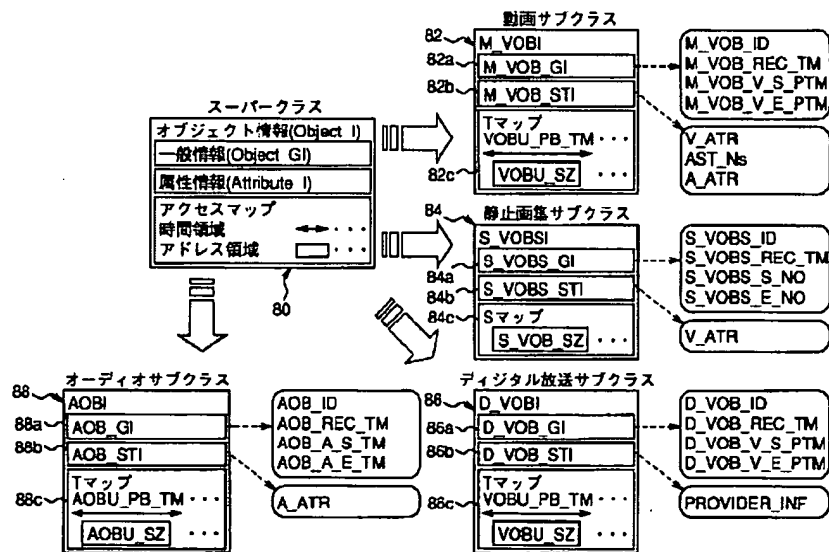 スーパークラス
オブジェクト情報(Object_I)
一般情報(Object_GI)
属性情報(Attribute_I)
アクセスマップ
時間領域 ・・・
アドレス領域 ・・・
80
動画サブクラス
82
M_VOBI
82a
M_VOB_GI
82b
M_VOB_STI
Tマップ
VOBU_PB_TM ・・・
82c
VOBU_SZ ・・・
M_VOB_ID
M_VOB_REC_TM
M_VOB_V_S_PTM
M_VOB_V_E_PTM
V_ATR
AST_Ns
A_ATR
静止画集サブクラス
84
S_VOBSI
S_VOBS_GI
84a
84b
S_VOBS_STI
84c
Sマップ
S_VOB_SZ ・・・
S_VOBS_ID
S_VOBS_REC_TM
S_VOBS_S_NO
S_VOBS_E_NO
V_ATR
オーディオサブクラス
88
AOBI
88a
AOB_GI
88b
AOB_STI
Tマップ
AOBU_PB_TM ・・・
88c
AOBU_SZ ・・・
AOB_ID
AOB_REC_TM
AOB_A_S_TM
AOB_A_E_TM
A_ATR
ディジタル放送サブクラス
86
D_VOBI
86a
D_VOB_GI
86b
D_VOB_STI
Tマップ
VOBU_PB_TM ・・・
86c
VOBU_SZ ・・・
D_VOB_ID
D_VOB_REC_TM
D_VOB_V_S_PTM
D_VOB_V_E_PTM
PROVIDER_INF